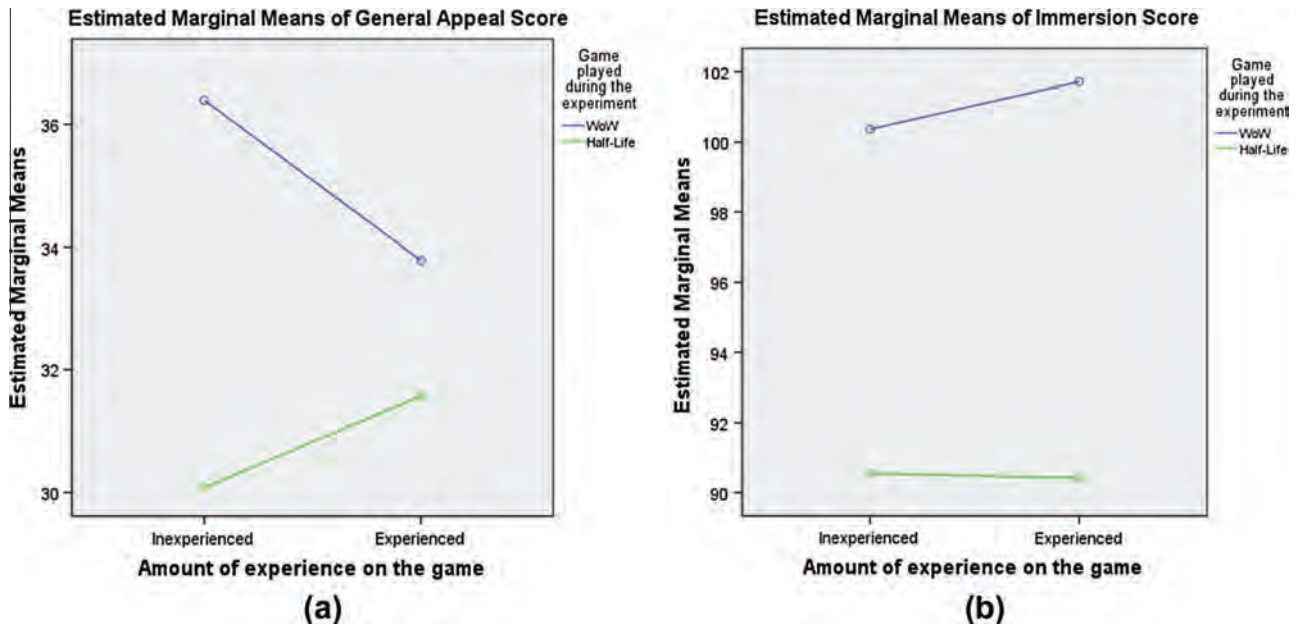 Estimated Marginal Means of General Appeal Score
Game
played
during the
experiment
WoW
Half-Life
Estimated Marginal Means
36
34
32
30
Inexperienced
Experienced
Amount of experience on the game
(a)
Estimated Marginal Means of Immersion Score
Game
played
during the
experiment
WoW
Half-Life
Estimated Marginal Means
102
100
98
96
94
92
90
Inexperienced
Experienced
Amount of experience on the game
(b)